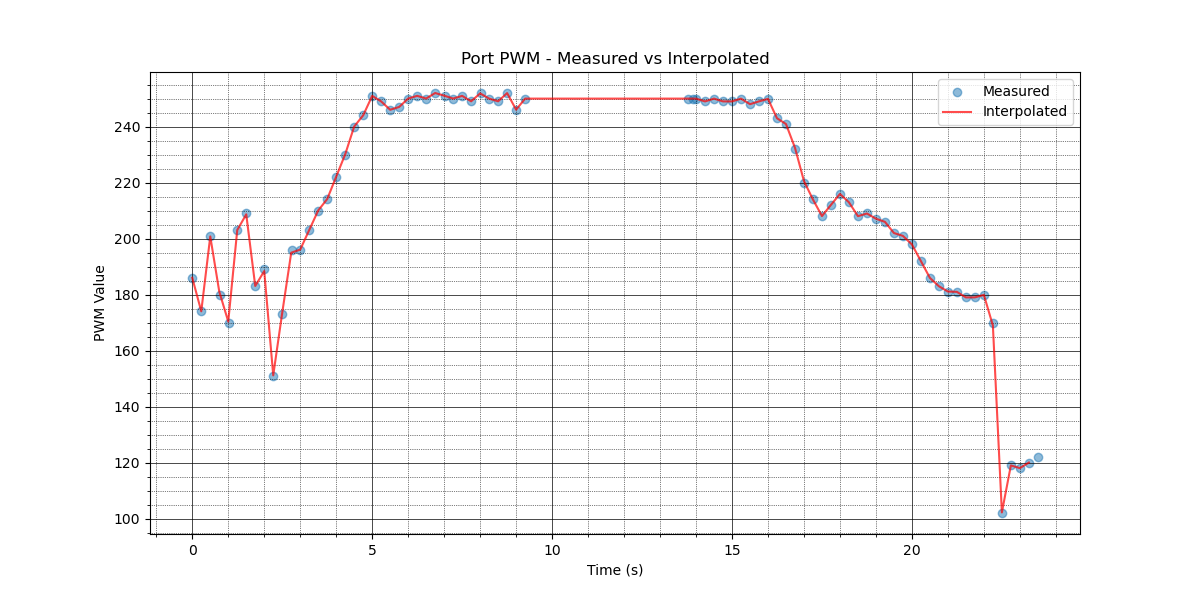 Port PWM - Measured vs Interpolated
Measured
Interpolated
PWM Value
240
220
200
180
160
140
120
100
0 5 10 15 20
Time (s)